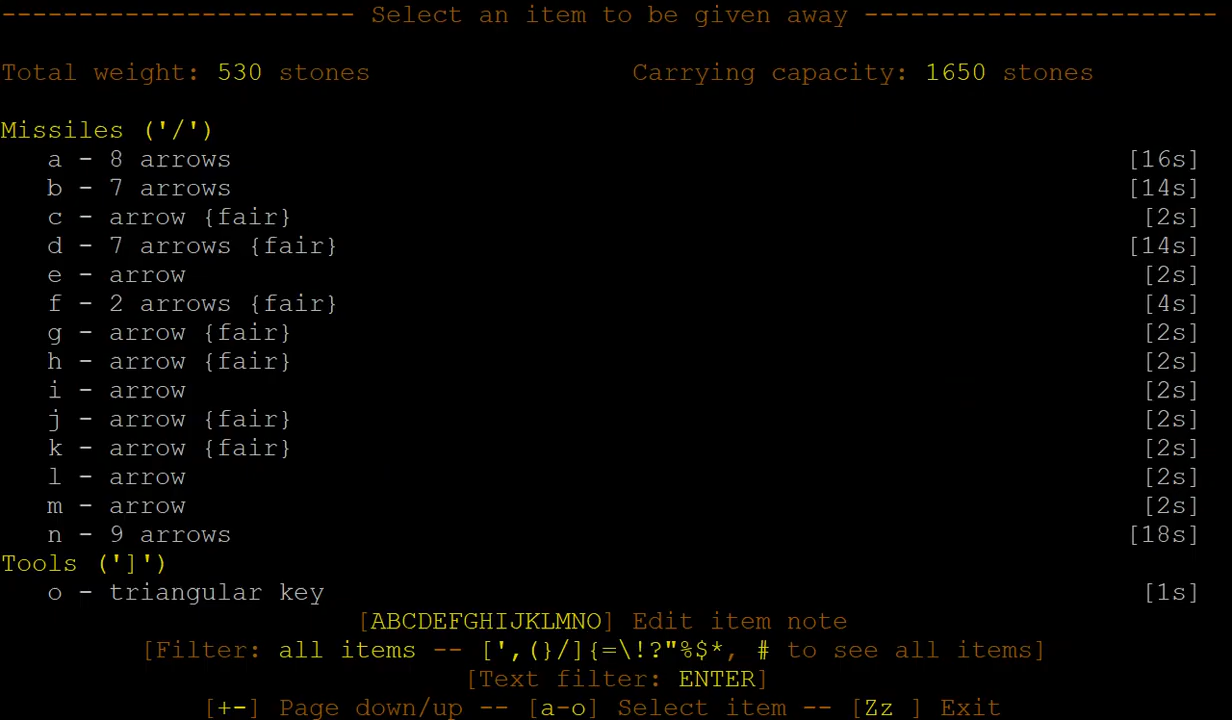 ----------------------- Select an item to be given away -----------------------
Total weight: 530 stones Carrying capacity: 1650 stones
Missiles ('/')
a - 8 arrows [16s]
b - 7 arrows [14s]
c - arrow {fair} [2s]
d - 7 arrows {fair} [14s]
e - arrow [2s]
f - 2 arrows {fair} [4s]
g - arrow {fair} [2s]
h - arrow {fair} [2s]
i - arrow [2s]
j - arrow {fair} [2s]
k - arrow {fair} [2s]
l - arrow [2s]
m - arrow [2s]
n - 9 arrows [18s]
Tools (']')
o - triangular key [1s]
[ABCDEFGHIJKLMNO] Edit item note
[Filter: all items -- [',(}/]{=\!?"%$*, # to see all items]
[Text filter: ENTER]
[+-] Page down/up -- [a-o] Select item -- [Zz ] Exit